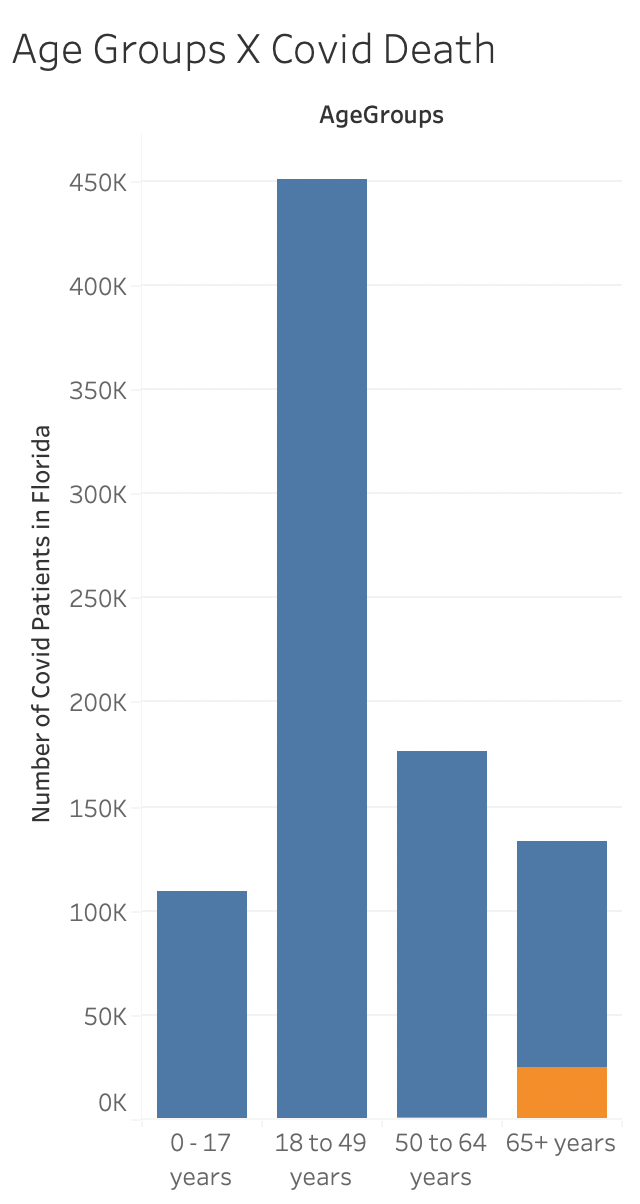 Age Groups X Covid Death
AgeGroups
Number of Covid Patients in Florida
450K
400K
350K
300K
250K
200K
150K
100K
50K
0K
0 - 17
years
18 to 49
years
50 to 64
years
65+ years